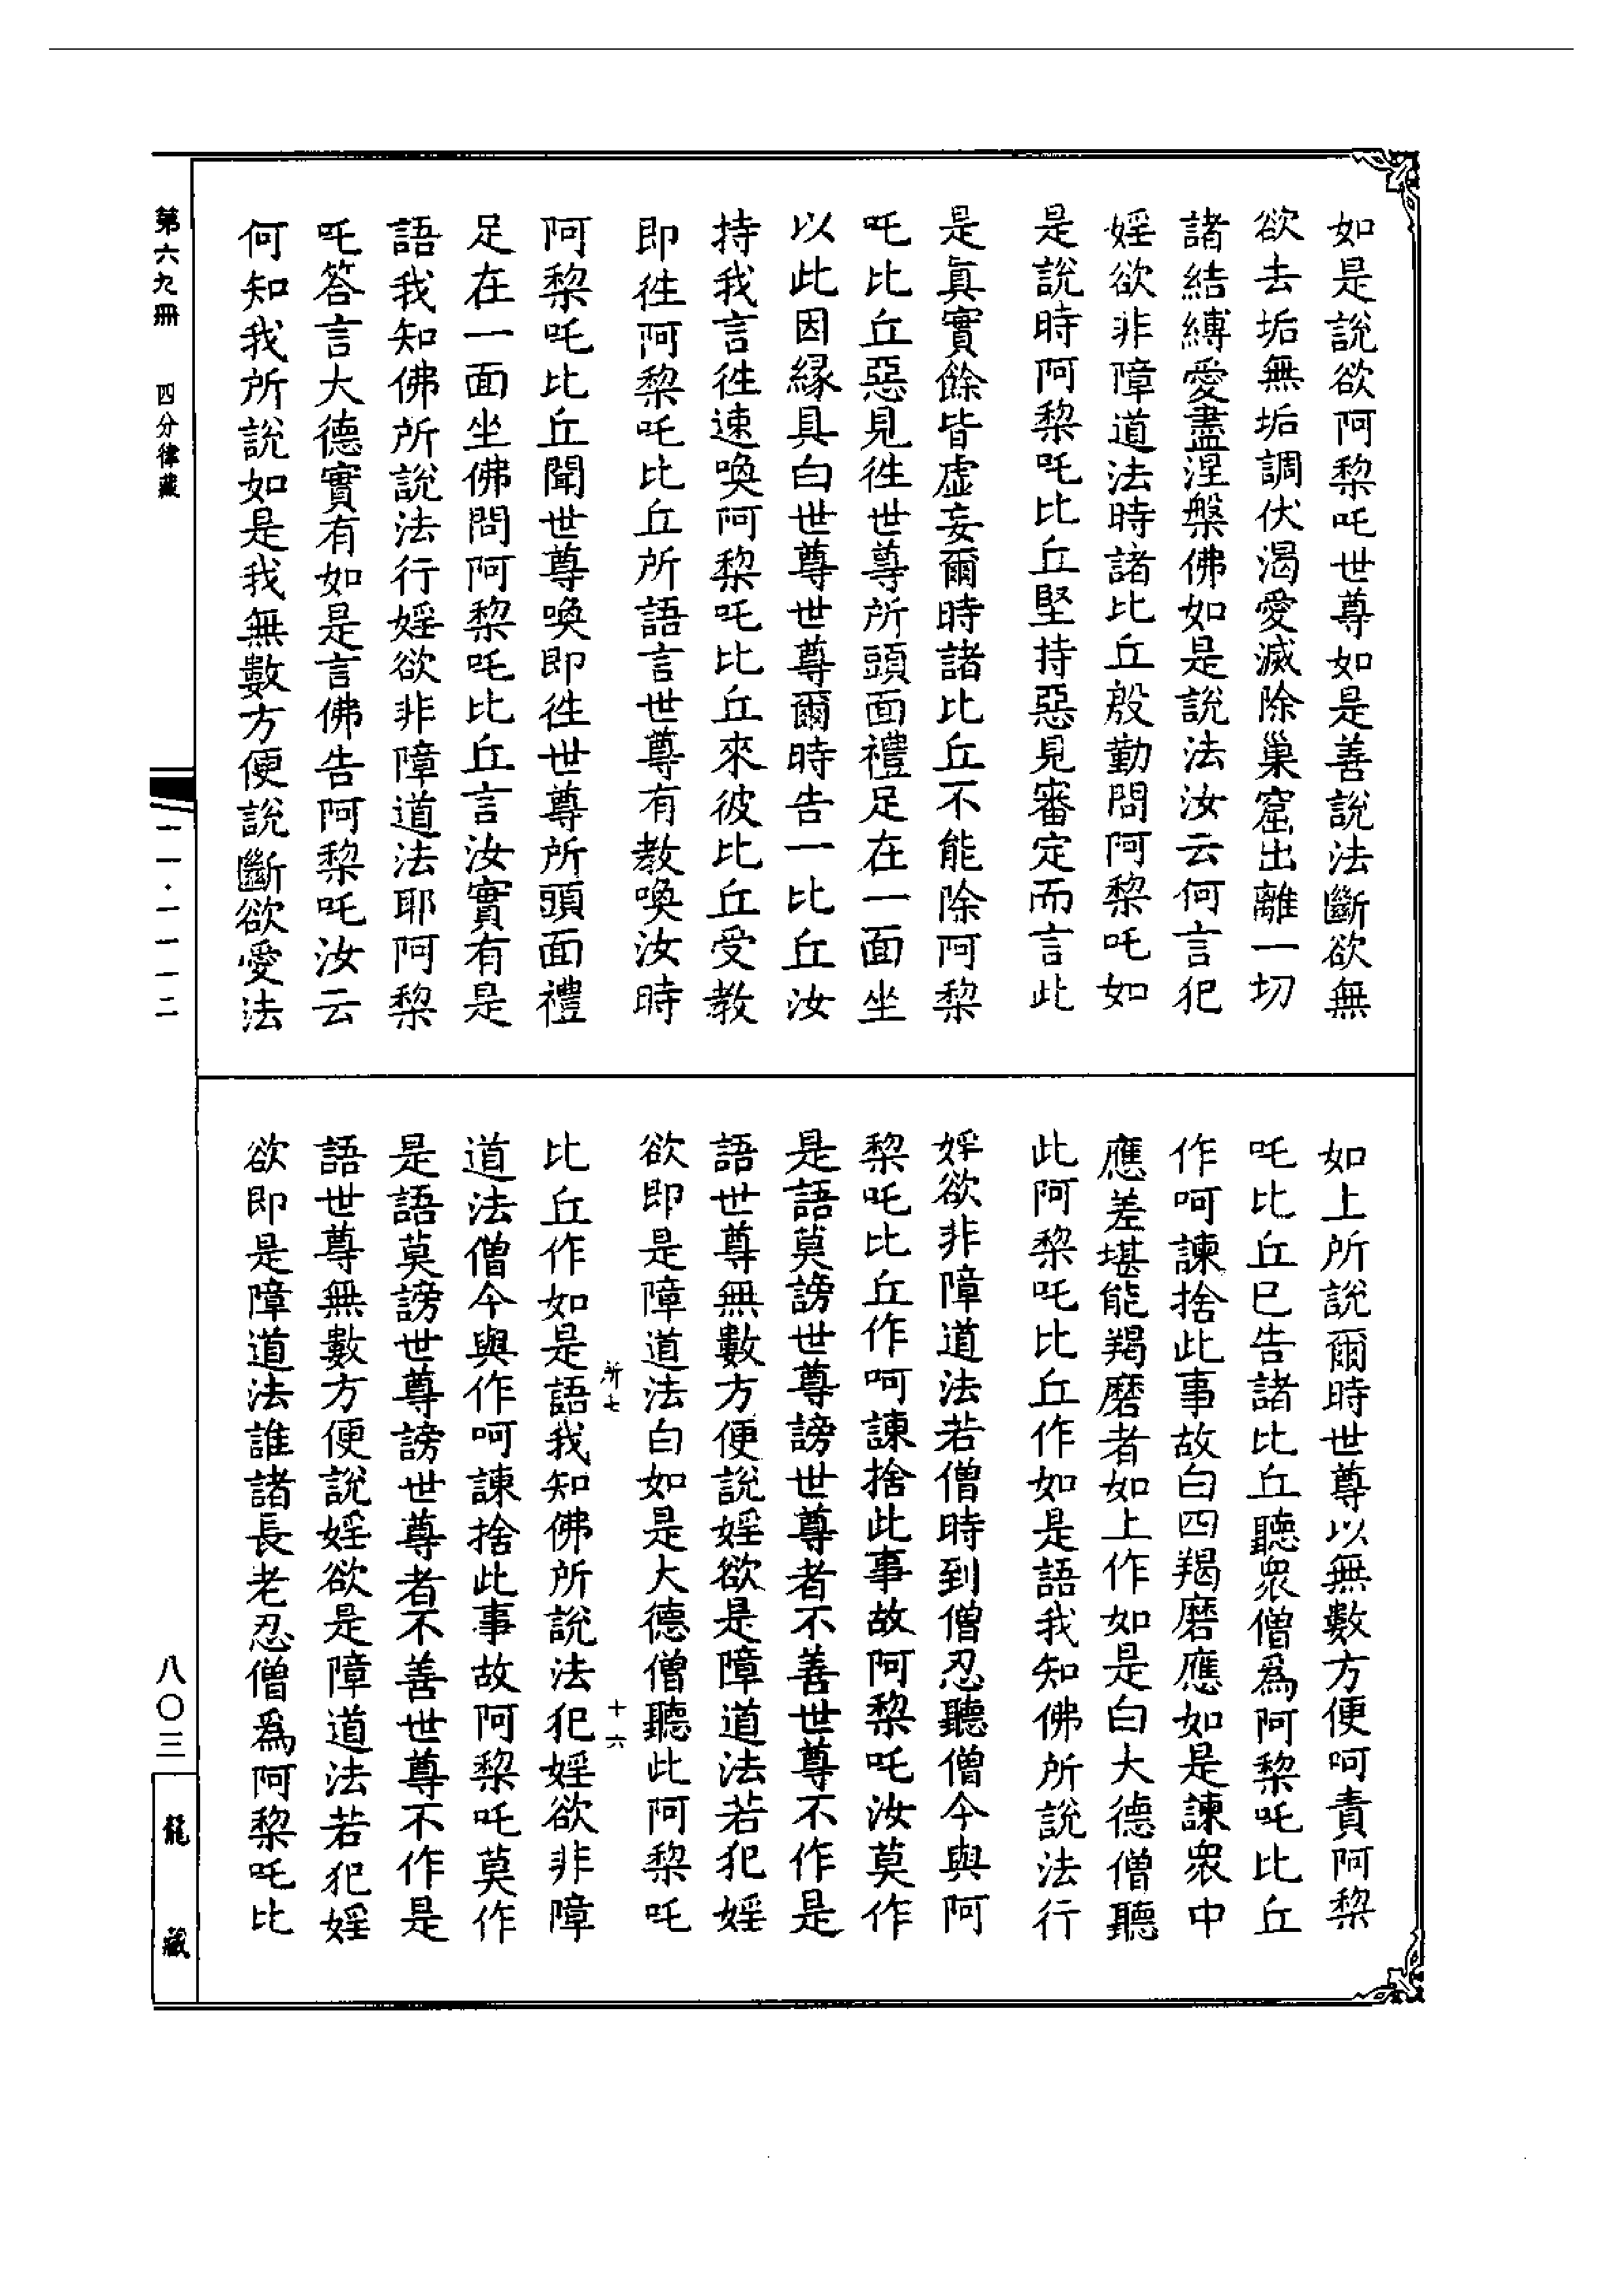 如是說欲阿棃吒世尊如是善說法斷欲無
欲去垢無垢調伏渴愛滅除巢窟出離一切
諸結縛愛盡涅槃佛如是說法汝云何言犯
婬欲非障道法時諸比丘殷勤問阿棃吒如
是說時阿棃吒比丘堅持惡見審定而言此
是眞實餘皆虛妄爾時諸比丘不能除阿棃
吒比丘惡見徃世尊所頭面禮足在一面坐
以此因緣具白世尊世尊爾時告一比丘汝
持我言徃速喚阿棃吒比丘來彼比丘受教
即徃阿棃吒比丘所語言世尊有教喚汝時
阿棃吒比丘聞世尊喚即徃世尊所頭面禮
足在一面坐佛問阿棃吒比丘言汝實有是
語我知佛所說法行婬欲非障道法耶阿棃
吒答言大德實有如是言佛告阿棃吒汝云
何知我所說如是我無數方便說斷欲愛法
如上所說爾時世尊以無數方便呵責阿棃
吒比丘已告諸比丘聽衆僧爲阿棃吒比丘
作呵諫捨此事故白四羯磨應如是諫衆中
應差堪能羯磨者如上作如是白大德僧聽
此阿棃吒比丘作如是語我知佛所說法行
婬欲非障道法若僧時到僧忍聽僧今與阿
棃吒比丘作呵諫捨此事故阿棃吒汝莫作
是語莫謗世尊謗世尊者不善世尊不作是
語世尊無數方便說婬欲是障道法若犯婬
欲即是障道法白如是大德僧聽此阿棃吒
所七 十六
比丘作如是語我知佛所說法犯婬欲非障
道法僧今與作呵諫捨此事故阿棃吒莫作
是語莫謗世尊謗世尊者不善世尊不作是
語世尊無數方便說婬欲是障道法若犯婬
欲即是障道法誰諸長老忍僧爲阿棃吒比
第六九冊 四分律藏
一一·一一一二
八〇三
龍藏